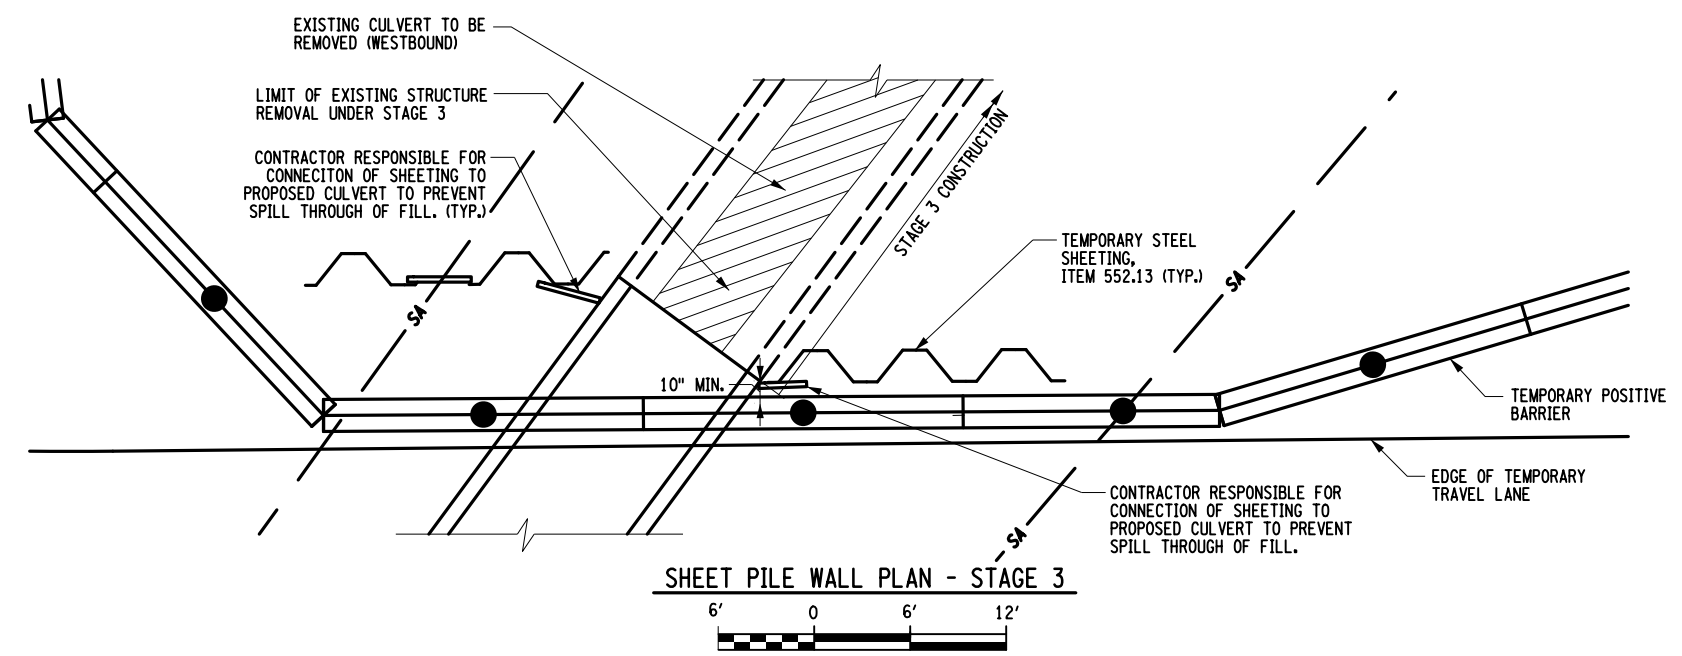 EXISTING CULVERT TO BE
REMOVED (WESTBOUND)
LIMIT OF EXISTING STRUCTURE
REMOVAL UNDER STAGE 3
CONTRACTOR RESPONSIBLE FOR
CONNECITON OF SHEETING TO
PROPOSED CULVERT TO PREVENT
SPILL THROUGH OF FILL. (TYP.)
STAGE 3 CONSTRUCTION
TEMPORARY STEEL
SHEETING,
ITEM 552.13 (TYP.)
SA
SA
10" MIN.
TEMPORARY POSITIVE
BARRIER
EDGE OF TEMPORARY
TRAVEL LANE
CONTRACTOR RESPONSIBLE FOR
CONNECTION OF SHEETING TO
PROPOSED CULVERT TO PREVENT
SPILL THROUGH OF FILL.
SA
SHEET PILE WALL PLAN - STAGE 3
6' 0 6' 12'